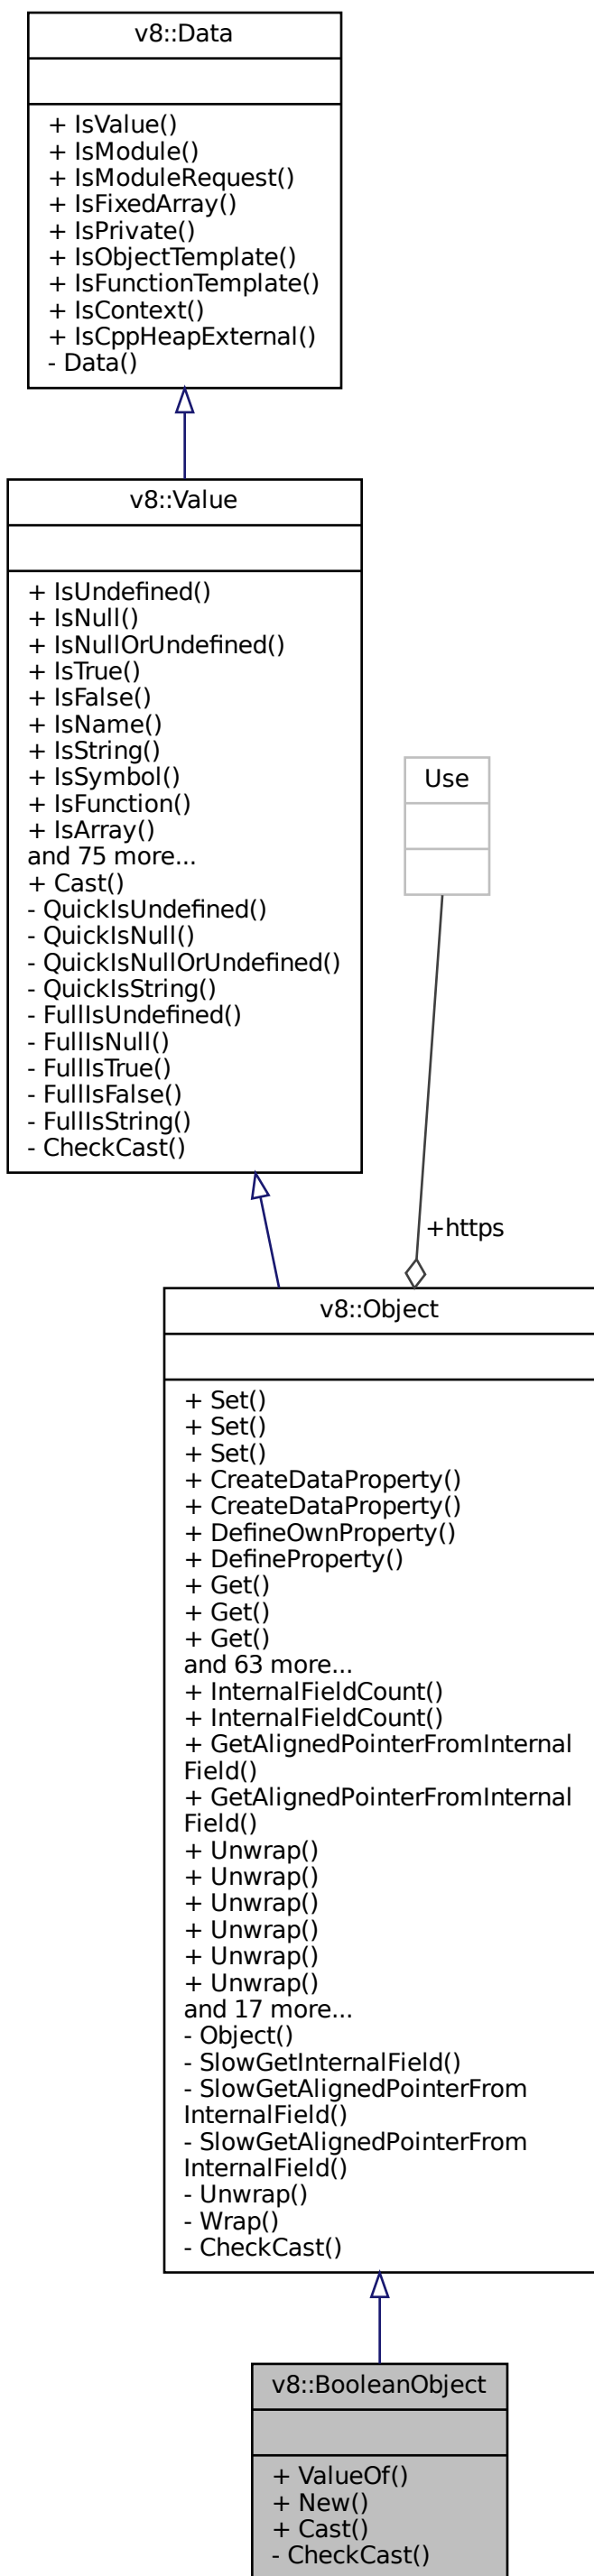 v8::Data
+ IsValue()
+ IsModule()
+ IsModuleRequest()
+ IsFixedArray()
+ IsPrivate()
+ IsObjectTemplate()
+ IsFunctionTemplate()
+ IsContext()
+ IsCppHeapExternal()
- Data()
v8::Value
+ IsUndefined()
+ IsNull()
+ IsNullOrUndefined()
+ IsTrue()
+ IsFalse()
+ IsName()
+ IsString()
+ IsSymbol()
+ IsFunction()
+ IsArray()
and 75 more...
+ Cast()
- QuickIsUndefined()
- QuickIsNull()
- QuickIsNullOrUndefined()
- QuickIsString()
- FullIsUndefined()
- FullIsNull()
- FullIsTrue()
- FullIsFalse()
- FullIsString()
- CheckCast()
Use
+https
v8::Object
+ Set()
+ Set()
+ Set()
+ CreateDataProperty()
+ CreateDataProperty()
+ DefineOwnProperty()
+ DefineProperty()
+ Get()
+ Get()
+ Get()
and 63 more...
+ InternalFieldCount()
+ InternalFieldCount()
+ GetAlignedPointerFromInternal
Field()
+ GetAlignedPointerFromInternal
Field()
+ Unwrap()
+ Unwrap()
+ Unwrap()
+ Unwrap()
+ Unwrap()
+ Unwrap()
and 17 more...
- Object()
- SlowGetInternalField()
- SlowGetAlignedPointerFrom
InternalField()
- SlowGetAlignedPointerFrom
InternalField()
- Unwrap()
- Wrap()
- CheckCast()
v8::BooleanObject
+ ValueOf()
+ New()
+ Cast()
- CheckCast()